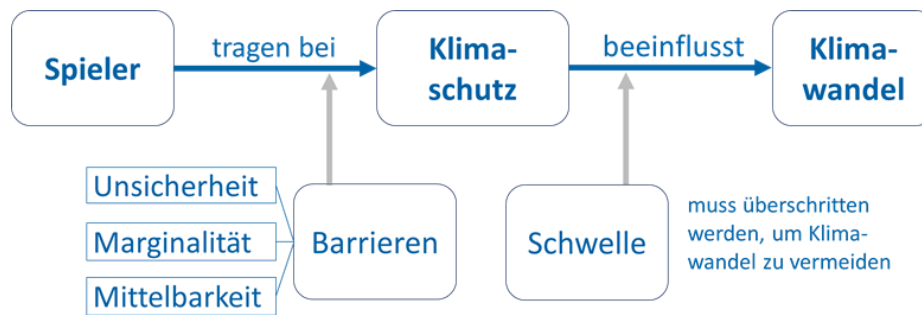 Spieler
tragen bei
Klima-
schutz
beeinflusst
Klima-
wandel
Unsicherheit
Marginalität
Mittelbarkeit
Barrieren
Schwelle
muss überschritten
werden, um Klima-
wandel zu vermeiden